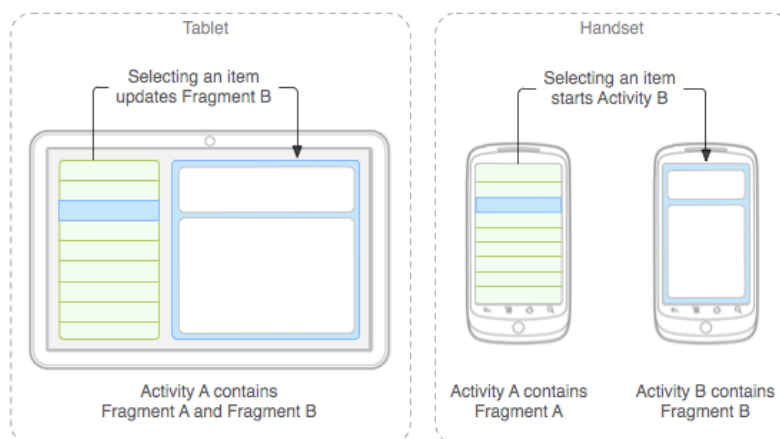 Tablet
Selecting an item
updates Fragment B
Activity A contains
Fragment A and Fragment B
Handset
Selecting an item
starts Activity B
Activity A contains
Fragment A
Activity B contains
Fragment B